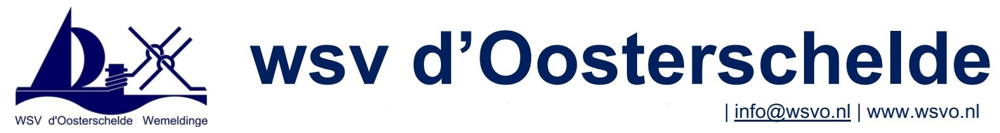 wsv d’Oosterschelde
| info@wsvo.nl | www.wsvo.nl
WSV d'Oosterschelde Wemeldinge